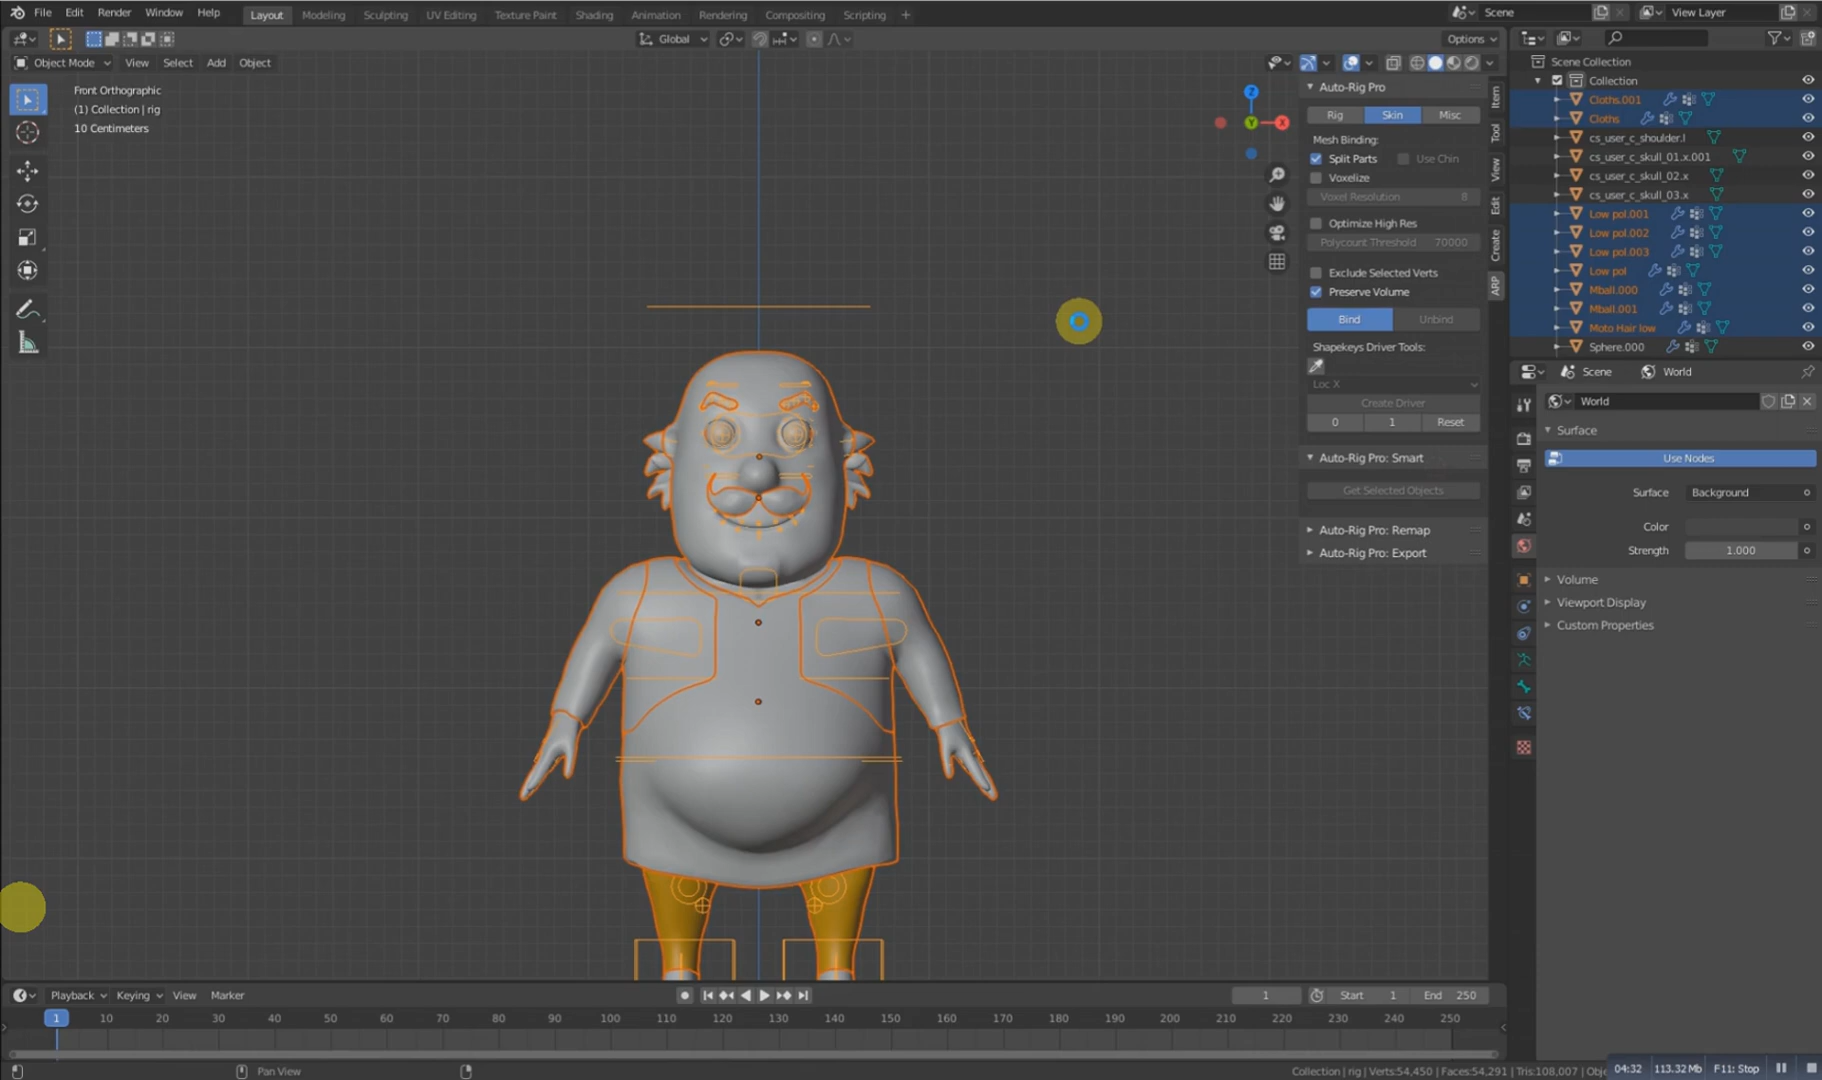 File Edit Render Window Help Layout Modeling Sculpting UV Editing Texture Paint Shading Animation Rendering Compositing Scripting + Scene View Layer
Global Options
Object Mode View Select Add Object
Front Orthographic
(1) Collection | rig
10 Centimeters
Z
Y
X
Auto-Rig Pro
Rig Skin Misc
Mesh Binding:
Split Parts Use Chin
Voxelize
Voxel Resolution 8
Optimize High Res
Polycount Threshold 70000
Exclude Selected Verts
Preserve Volume
Bind Unbind
Shapekeys Driver Tools:
Loc X
Create Driver
0 1 Reset
Auto-Rig Pro: Smart
Get Selected Objects
Auto-Rig Pro: Remap
Auto-Rig Pro: Export
Item
Tool
View
Edit
Create
ARP
Scene Collection
Collection
Cloths.001
Cloths
cs_user_c_shoulder.l
cs_user_c_skull_01.x.001
cs_user_c_skull_02.x
cs_user_c_skull_03.x
Low pol.001
Low pol.002
Low pol.003
Low pol
Mball.000
Mball.001
Moto Hair low
Sphere.000
Scene World
World
Surface
Use Nodes
Surface Background
Color
Strength 1.000
Volume
Viewport Display
Custom Properties
Playback Keying View Marker 1 Start 1 End 250
1 10 20 30 40 50 60 70 80 90 100 110 120 130 140 150 160 170 180 190 200 210 220 230 240 250
Pan View Collection | rig | Verts:54,450 | Faces:54,291 | Tris:108,007 | Obje 04:32 113.32 Mb F11: Stop